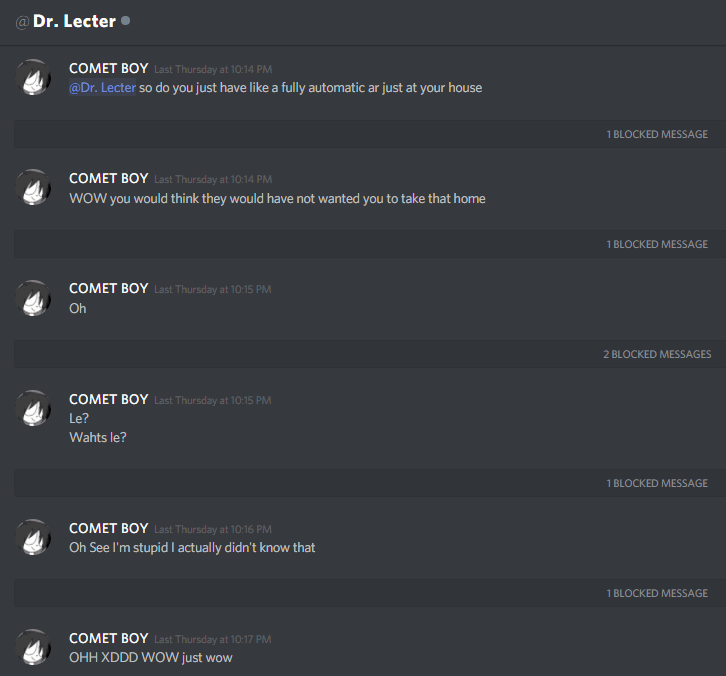 @Dr. Lecter
COMET BOY Last Thursday at 10:14 PM
@Dr. Lecter so do you just have like a fully automatic ar just at your house
1 BLOCKED MESSAGE
COMET BOY Last Thursday at 10:14 PM
WOW you would think they would have not wanted you to take that home
1 BLOCKED MESSAGE
COMET BOY Last Thursday at 10:15 PM
Oh
2 BLOCKED MESSAGES
COMET BOY Last Thursday at 10:15 PM
Le?
Wahts le?
1 BLOCKED MESSAGE
COMET BOY Last Thursday at 10:16 PM
Oh See I'm stupid I actually didn't know that
1 BLOCKED MESSAGE
COMET BOY Last Thursday at 10:17 PM
OHH XDDD WOW just wow